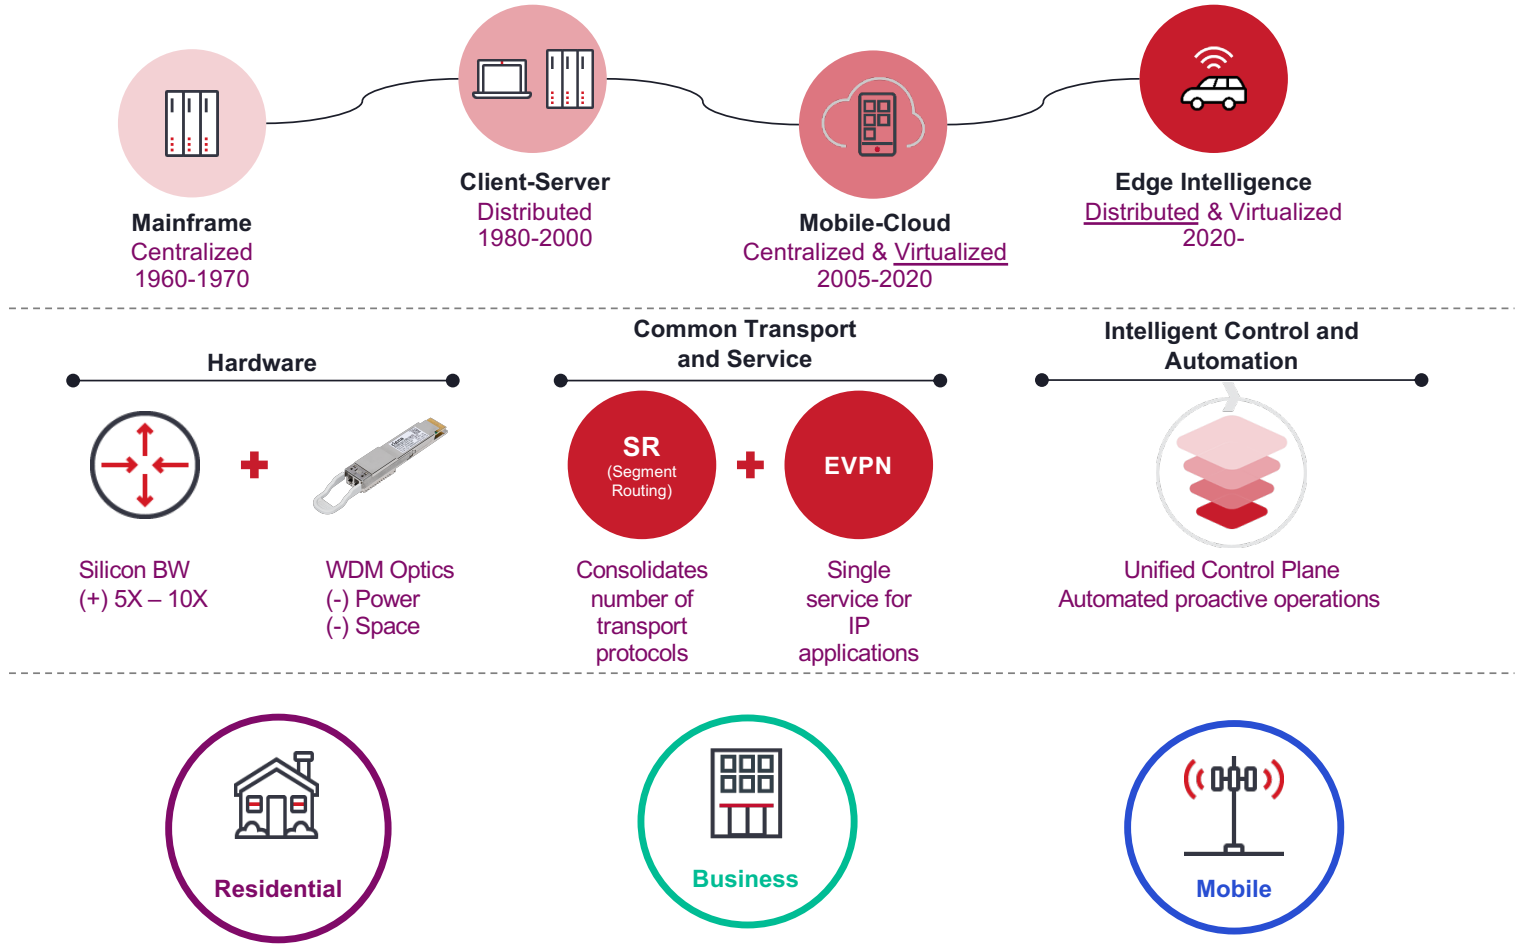 Mainframe
Centralized
1960-1970
Client-Server
Distributed
1980-2000
Mobile-Cloud
Centralized & Virtualized
2005-2020
Edge Intelligence
Distributed & Virtualized
2020-
Hardware
Silicon BW
(+) 5X – 10X
WDM Optics
(-) Power
(-) Space
Common Transport
and Service
SR
(Segment
Routing)
Consolidates
number of
transport
protocols
EVPN
Single
service for
IP
applications
Intelligent Control and
Automation
Unified Control Plane
Automated proactive operations
Residential
Business
Mobile